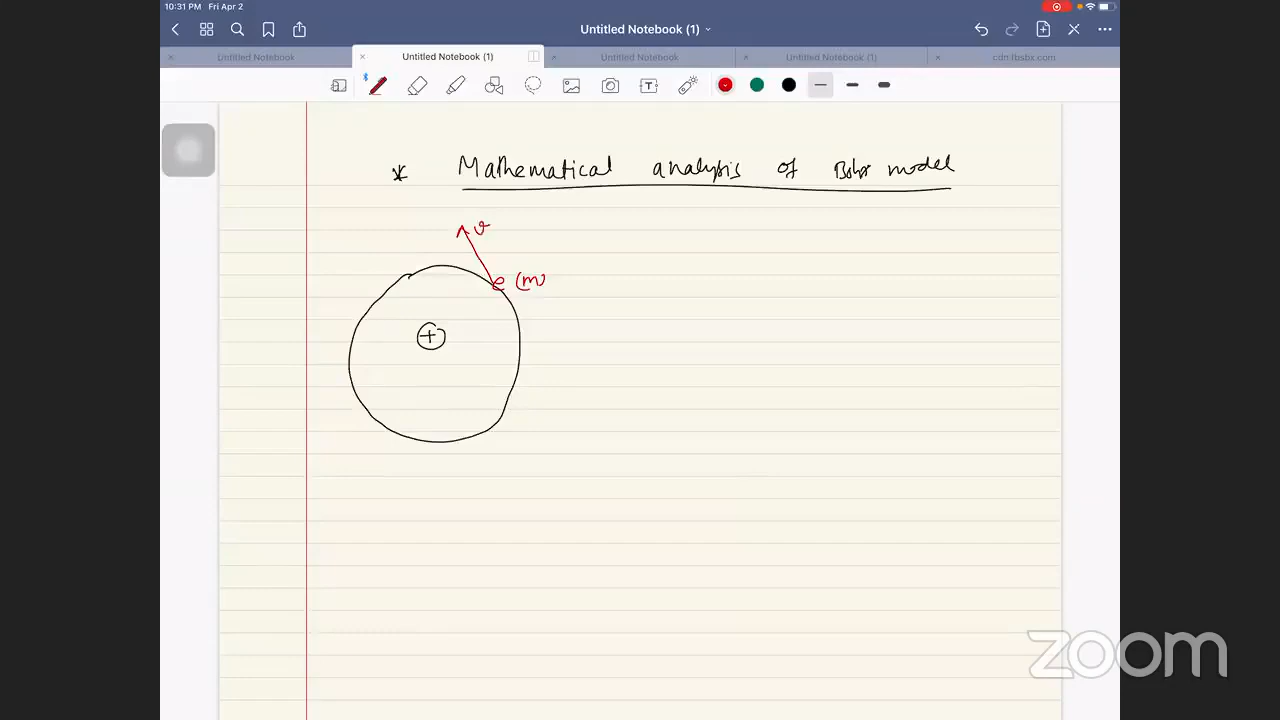 10:31 PM Fri Apr 2
Untitled Notebook (1)
Untitled Notebook Untitled Notebook (1) Untitled Notebook Untitled Notebook (1) cdn.fbsbx.com
T
* Mathematical analysis of Bohr model
v
e (m)
+
zoom